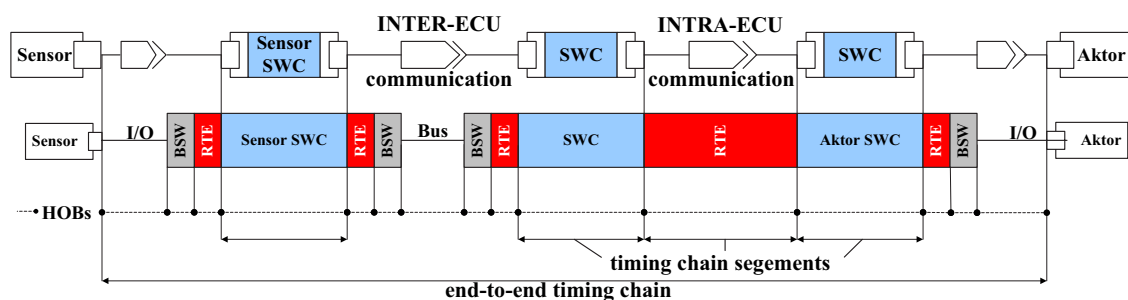 INTER-ECU
INTRA-ECU
Sensor
Sensor
SWC
SWC
SWC
Aktor
communication
communication
Sensor
I/O
BSW
RTE
Sensor SWC
RTE
BSW
Bus
BSW
RTE
SWC
RTE
Aktor SWC
RTE
BSW
I/O
Aktor
HOBs
timing chain segements
end-to-end timing chain